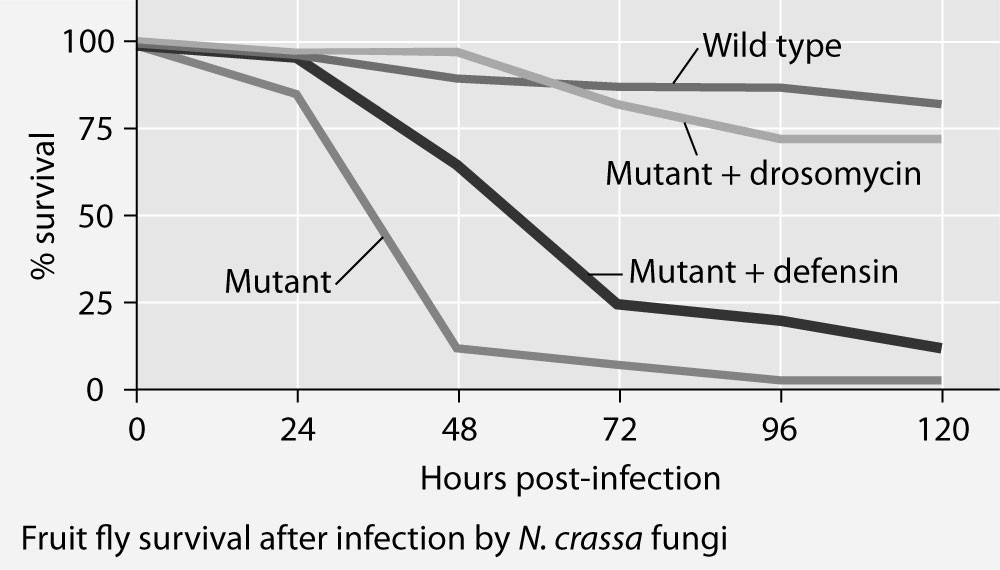 100
75
50
25
0
% survival
Wild type
Mutant + drosomycin
Mutant + defensin
Mutant
0 24 48 72 96 120
Hours post-infection
Fruit fly survival after infection by N. crassa fungi